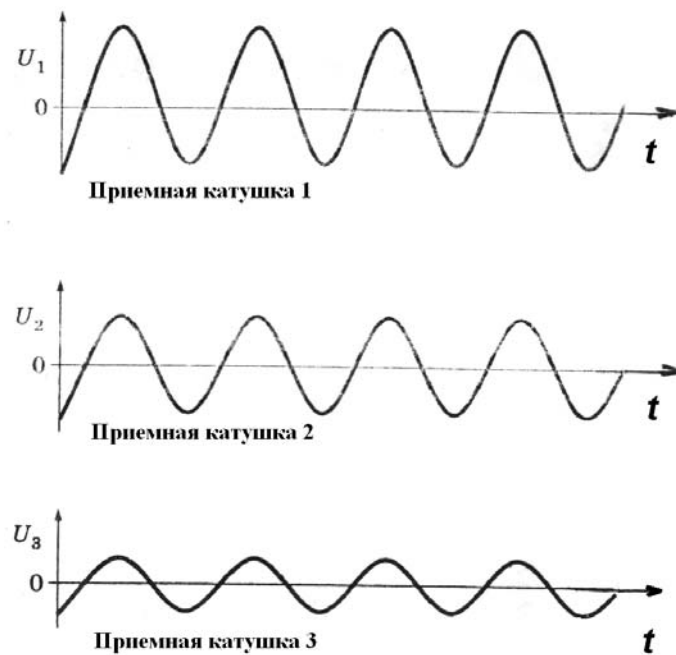 U₁
0
t
Приемная катушка 1
U₂
0
t
Приемная катушка 2
U₃
0
t
Приемная катушка 3